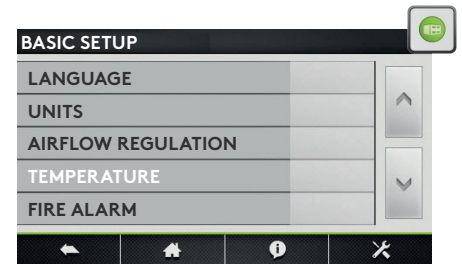 BASIC SETUP
LANGUAGE
UNITS
AIRFLOW REGULATION
TEMPERATURE
FIRE ALARM